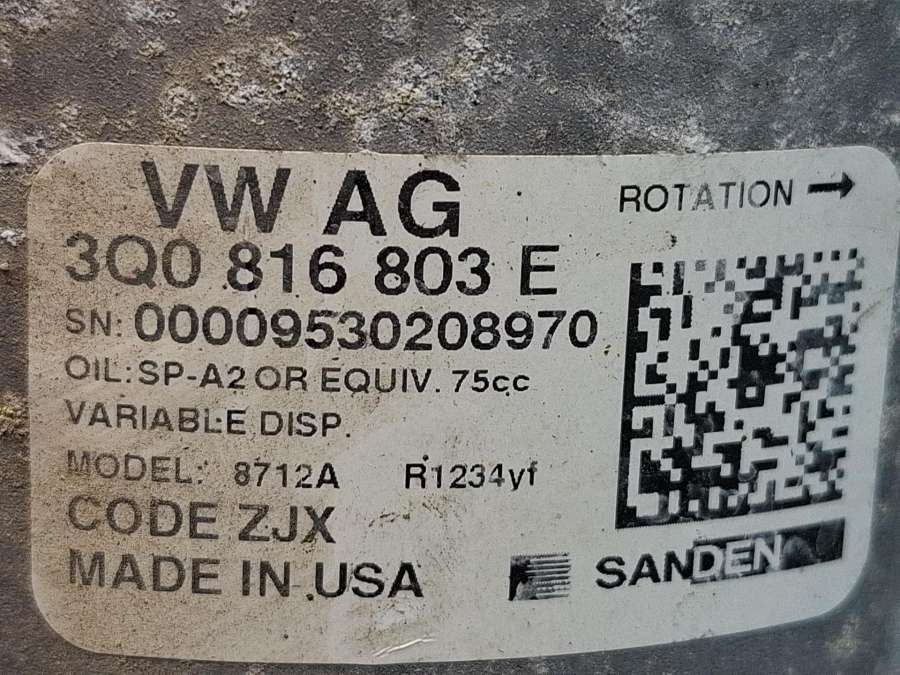 VW AG
ROTATION →
3Q0 816 803 E
SN: 00009530208970
OIL:SP-A2 OR EQUIV. 75cc
VARIABLE DISP.
MODEL: 8712A R1234yf
CODE ZJX
MADE IN USA
SANDEN